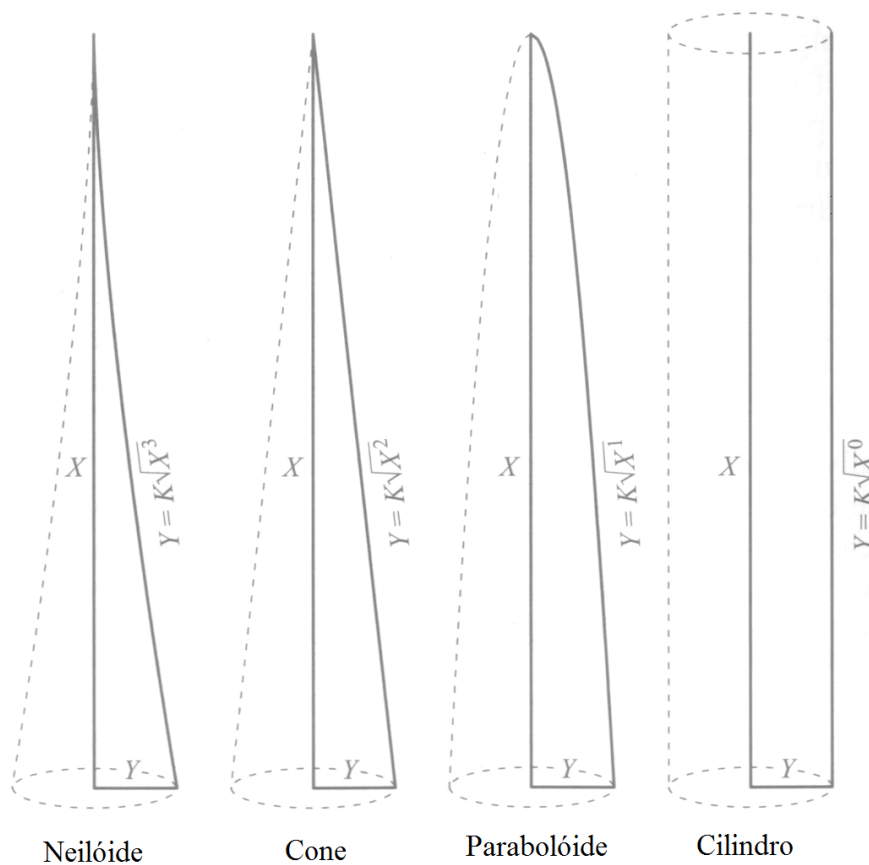 X
Y = K√X³
Y
Neilóide
X
Y = K√X²
Y
Cone
X
Y = K√X¹
Y
Parabolóide
X
Y = K√X⁰
Y
Cilindro